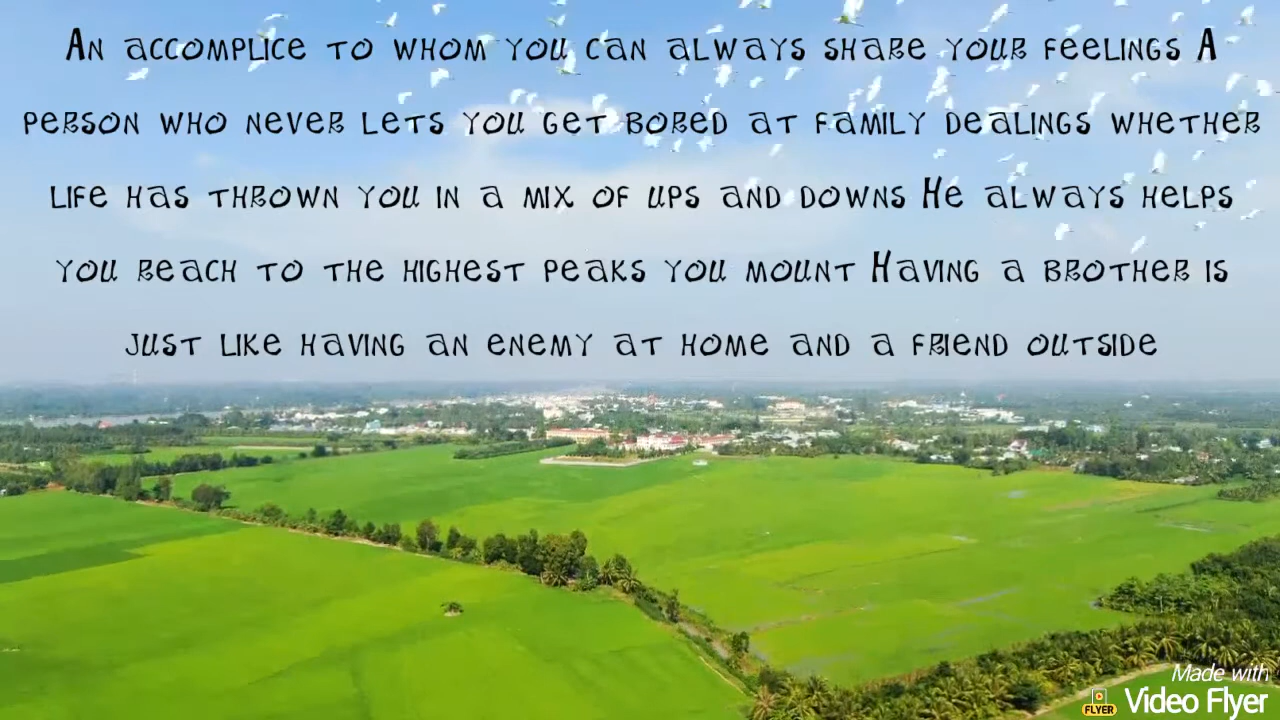 An accomplice to whom you can always share your feelings A
person who never lets you get bored at family dealings whether
life has thrown you in a mix of ups and downs He always helps
you reach to the highest peaks you mount Having a brother is
just like having an enemy at home and a friend outside
Made with
FLYER Video Flyer